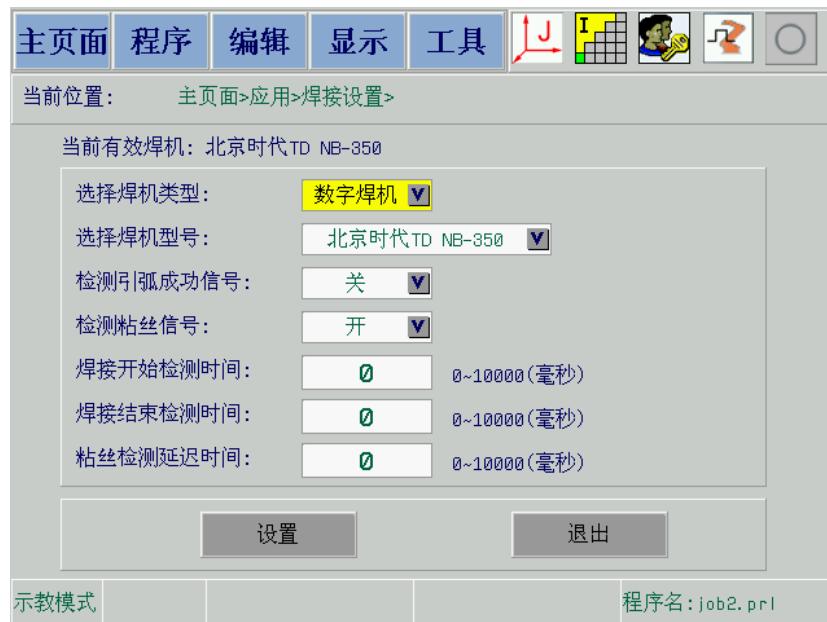 主页面 程序 编辑 显示 工具 J I
当前位置: 主页面>应用>焊接设置>
当前有效焊机: 北京时代TD NB-350
选择焊机类型: 数字焊机
选择焊机型号: 北京时代TD NB-350
检测引弧成功信号: 关
检测粘丝信号: 开
焊接开始检测时间: 0 0~10000(毫秒)
焊接结束检测时间: 0 0~10000(毫秒)
粘丝检测延迟时间: 0 0~10000(毫秒)
设置 退出
示教模式 程序名:job2.prl